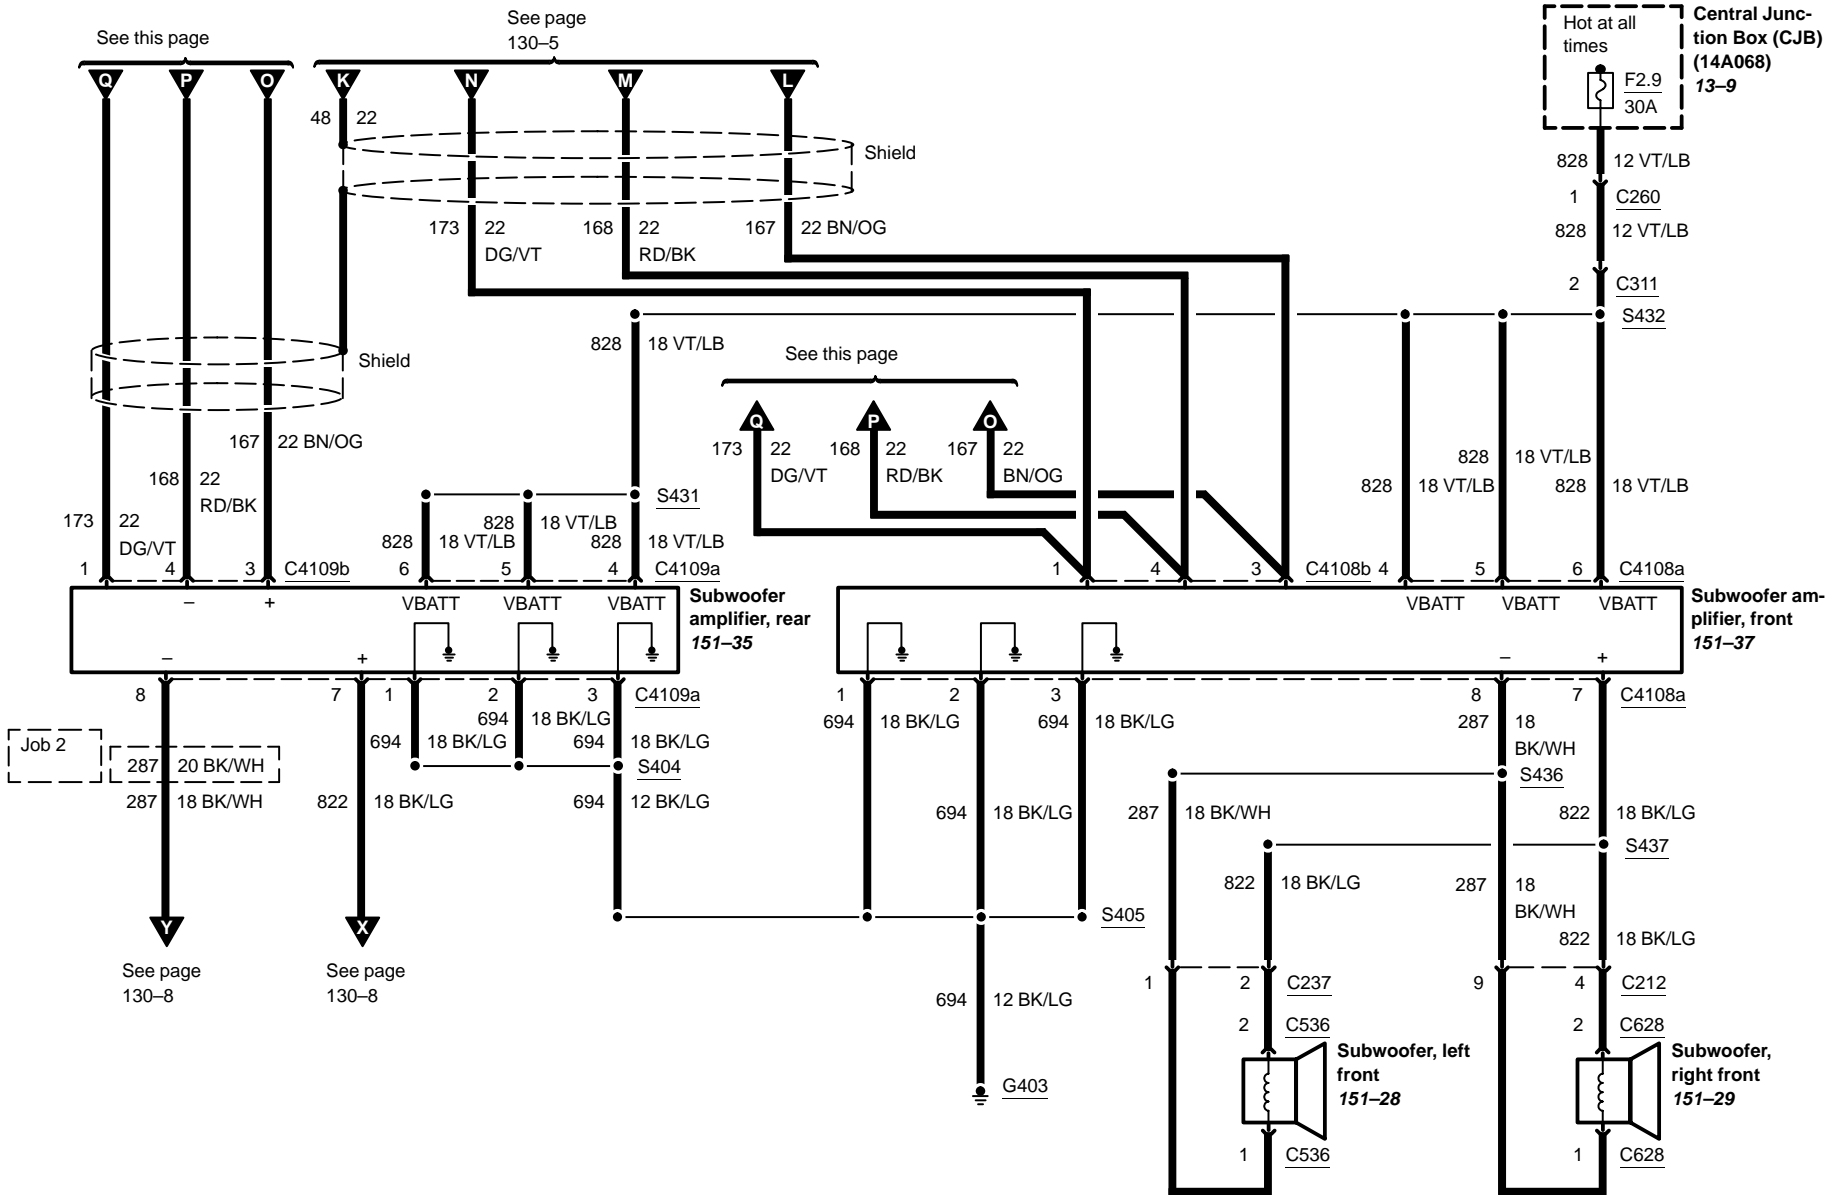 See this page
See page
130–5
Hot at all
times
F2.9
30A
Central Junc-
tion Box (CJB)
(14A068)
13–9
Q
P
O
K
N
M
L
48 22
Shield
828 12 VT/LB
1 C260
173 22
DG/VT
168 22
RD/BK
167 22 BN/OG
828 12 VT/LB
2 C311
S432
828 18 VT/LB
Shield
See this page
Q
P
O
173 22
DG/VT
168 22
RD/BK
167 22
BN/OG
167 22 BN/OG
168 22
RD/BK
173 22
DG/VT
S431
828 18 VT/LB
828 18 VT/LB
828 18 VT/LB
828 18 VT/LB
828 18 VT/LB
828 18 VT/LB
1 4 3 C4109b
6 5 4 C4109a
1 4 3 C4108b
4 5 6 C4108a
– +
VBATT VBATT VBATT
Subwoofer
amplifier, rear
151–35
VBATT VBATT VBATT
Subwoofer am-
plifier, front
151–37
– +
– +
8 7 1 2 3 C4109a
1 2 3 8 7 C4108a
694 18 BK/LG
694 18 BK/LG
694 18 BK/LG
S404
694 18 BK/LG
694 18 BK/LG
287 18
BK/WH
S436
Job 2
287 20 BK/WH
287 18 BK/WH
822 18 BK/LG
694 12 BK/LG
694 18 BK/LG
287 18 BK/WH
822 18 BK/LG
S437
822 18 BK/LG
287 18
BK/WH
822 18 BK/LG
S405
Y
X
See page
130–8
See page
130–8
694 12 BK/LG
G403
1 2 C237
9 4 C212
2 C536
2 C628
Subwoofer, left
front
151–28
Subwoofer,
right front
151–29
1 C536
1 C628